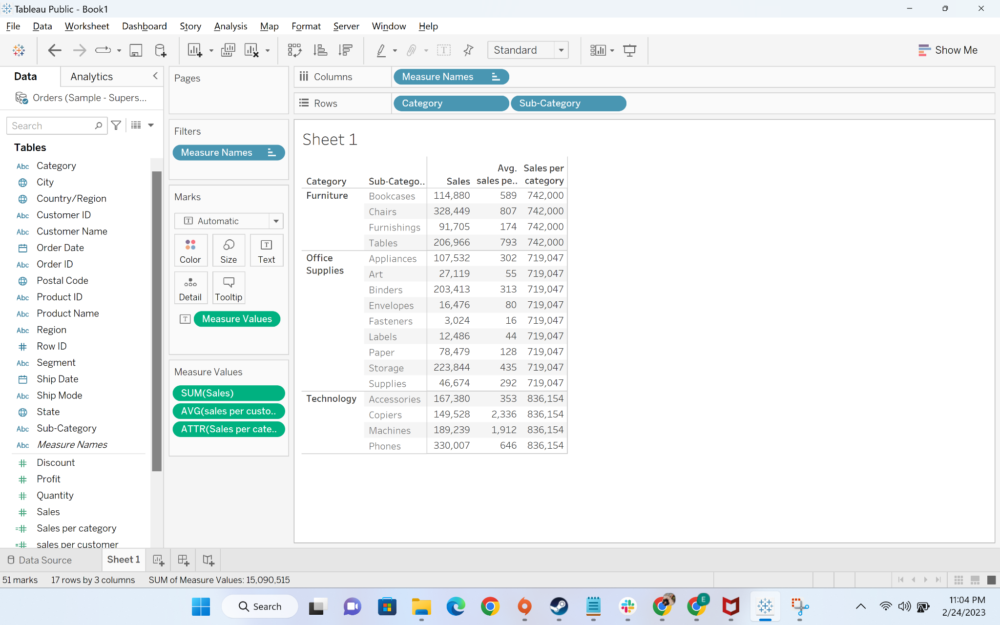 Tableau Public - Book1
File Data Worksheet Dashboard Story Analysis Map Format Server Window Help
Standard
Show Me
Data Analytics
Orders (Sample - Supers...
Search
Tables
Abc Category
City
Country/Region
Abc Customer ID
Abc Customer Name
Order Date
Abc Order ID
Postal Code
Abc Product ID
Abc Product Name
Abc Region
# Row ID
Abc Segment
Ship Date
Abc Ship Mode
State
Abc Sub-Category
Abc Measure Names
# Discount
# Profit
# Quantity
# Sales
=# Sales per category
=# sales per customer
Pages
Filters
Measure Names
Marks
T Automatic
Color Size T Text
Detail Tooltip
T Measure Values
Measure Values
SUM(Sales)
AVG(sales per custo..
ATTR(Sales per cate..
Columns Measure Names
Rows Category Sub-Category
Sheet 1
Avg. Sales per
Category Sub-Catego.. Sales sales pe.. category
Furniture Bookcases 114,880 589 742,000
Chairs 328,449 807 742,000
Furnishings 91,705 174 742,000
Tables 206,966 793 742,000
Office Appliances 107,532 302 719,047
Supplies Art 27,119 55 719,047
Binders 203,413 313 719,047
Envelopes 16,476 80 719,047
Fasteners 3,024 16 719,047
Labels 12,486 44 719,047
Paper 78,479 128 719,047
Storage 223,844 435 719,047
Supplies 46,674 292 719,047
Technology Accessories 167,380 353 836,154
Copiers 149,528 2,336 836,154
Machines 189,239 1,912 836,154
Phones 330,007 646 836,154
Data Source Sheet 1
51 marks 17 rows by 3 columns SUM of Measure Values: 15,090,515
Search
E
11:04 PM
2/24/2023